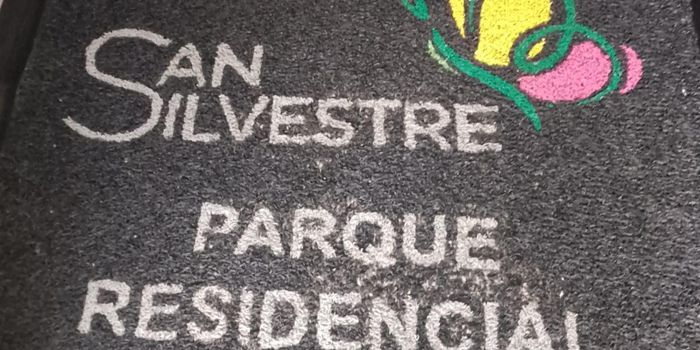 SAN
SILVESTRE
PARQUE
RESIDENCIAL